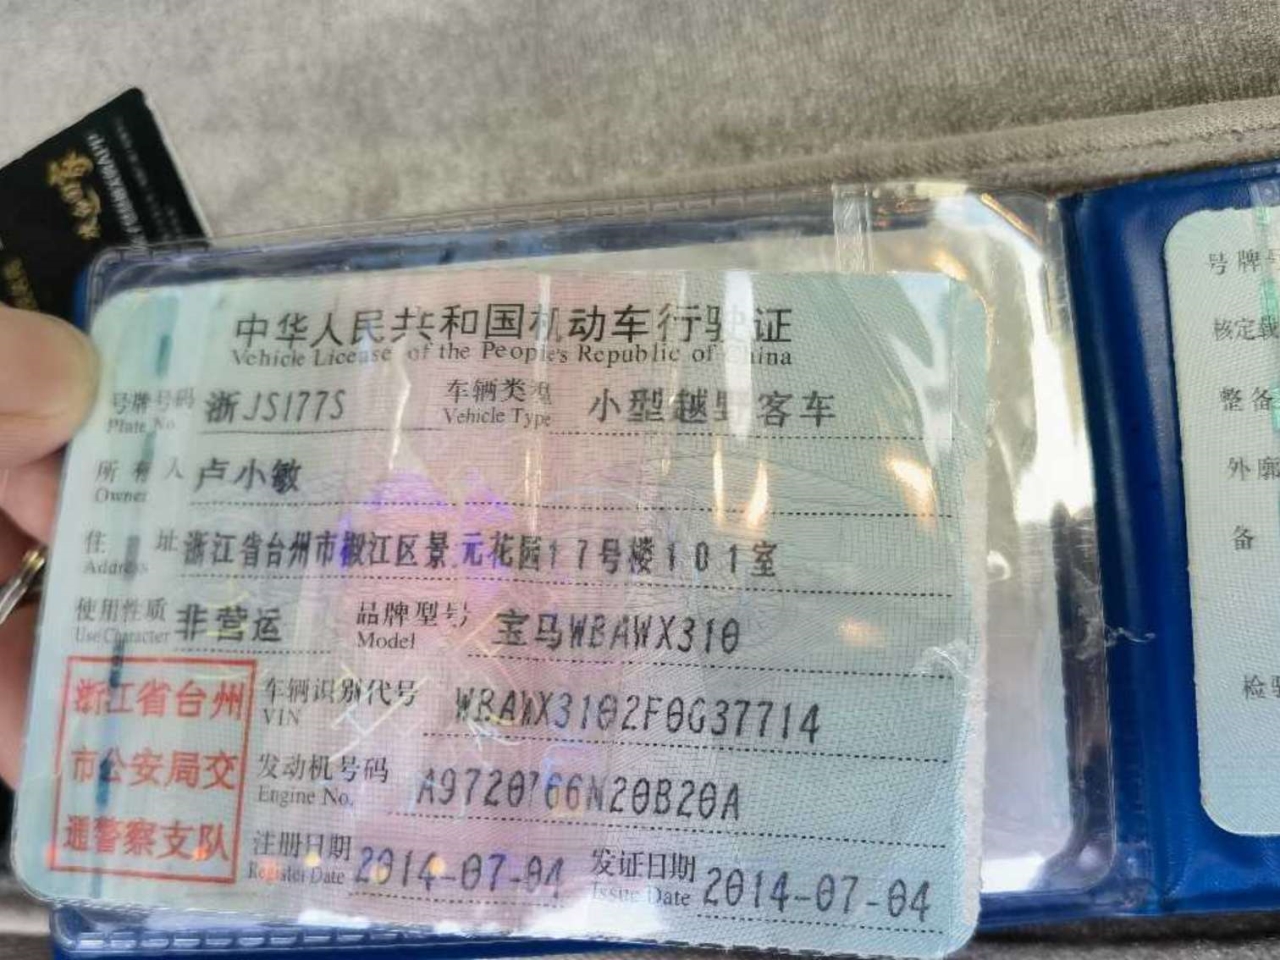 中华人民共和国机动车行驶证
Vehicle License of the People's Republic of China
号牌号码 浙JS177S 车辆类型 小型越野客车
Plate No. Vehicle Type
所有人 卢小敏
Owner
住址 浙江省台州市椒江区景元花园17号楼101室
Address
使用性质 非营运 品牌型号 宝马WBAWX310
Use Character Model
浙江省台州
市公安局交
通警察支队
车辆识别代号 WBAWX3102F0G37714
VIN
发动机号码 A9720766N20B20A
Engine No.
注册日期 2014-07-04 发证日期 2014-07-04
Register Date Issue Date
号牌
核定载
整备
外廓
备
检验